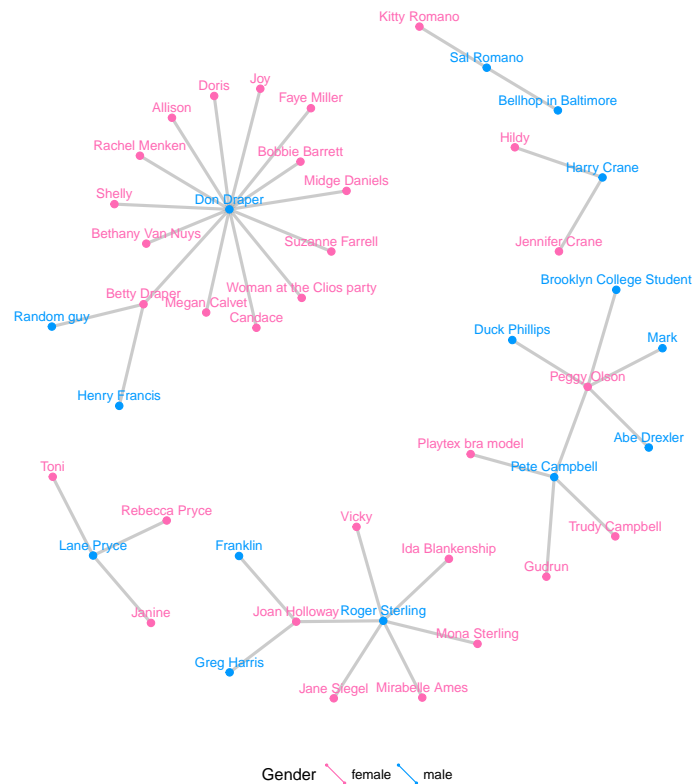 Kitty Romano
Sal Romano
Bellhop in Baltimore
Joy
Doris
Faye Miller
Allison
Rachel Menken
Bobbie Barrett
Hildy
Harry Crane
Midge Daniels
Shelly
Don Draper
Bethany Van Nuys
Suzanne Farrell
Jennifer Crane
Brooklyn College Student
Woman at the Clios party
Betty Draper
Megan Calvet
Candace
Random guy
Duck Phillips
Mark
Peggy Olson
Henry Francis
Abe Drexler
Playtex bra model
Pete Campbell
Toni
Rebecca Pryce
Vicky
Trudy Campbell
Lane Pryce
Franklin
Ida Blankenship
Gudrun
Janine
Joan Holloway
Roger Sterling
Mona Sterling
Greg Harris
Jane Siegel
Mirabelle Ames
Gender female male